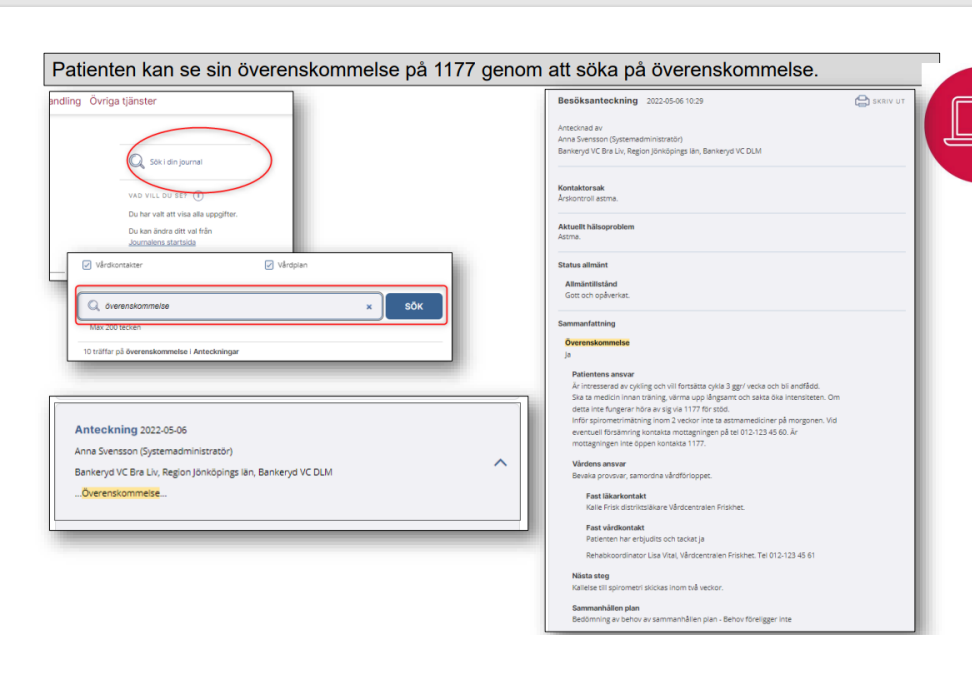 Patienten kan se sin överenskommelse på 1177 genom att söka på överenskommelse.
andling Övriga tjänster
Sök i din journal
VAD VILL DU SE?
Du har valt att visa alla uppgifter.
Du kan ändra ditt val från
Journalens startsida
Vårdkontakter
Vårdplan
överenskommelse × SÖK
Max 200 tecken
10 träffar på överenskommelse i Anteckningar
Anteckning 2022-05-06
Anna Svensson (Systemadministratör)
Bankeryd VC Bra Liv, Region Jönköpings län, Bankeryd VC DLM
...Överenskommelse...
Besöksanteckning 2022-05-06 10:29 SKRIV UT
Antecknad av
Anna Svensson (Systemadministratör)
Bankeryd VC Bra Liv, Region Jönköpings län, Bankeryd VC DLM
Kontaktorsak
Årskontroll astma.
Aktuellt hälsoproblem
Astma.
Status allmänt
Allmäntillstånd
Gott och opåverkat.
Sammanfattning
Överenskommelse
Ja
Patientens ansvar
Är intresserad av cykling och vill fortsätta cykla 3 ggr/ vecka och bli andfådd.
Ska ta medicin innan träning, värma upp långsamt och sakta öka intensiteten. Om
detta inte fungerar höra av sig via 1177 för stöd.
Inför spirometrimätning inom 2 veckor inte ta astmamediciner på morgonen. Vid
eventuell försämring kontakta mottagningen på tel 012-123 45 60. Är
mottagningen inte öppen kontakta 1177.
Vårdens ansvar
Bevaka provsvar, samordna vårdförloppet.
Fast läkarkontakt
Kalle Frisk distriktsläkare Vårdcentralen Friskhet.
Fast vårdkontakt
Patienten har erbjudits och tackat ja
Rehabkoordinator Lisa Vital, Vårdcentralen Friskhet. Tel 012-123 45 61
Nästa steg
Kallelse till spirometri skickas inom två veckor.
Sammanhållen plan
Bedömning av behov av sammanhållen plan - Behov föreligger inte